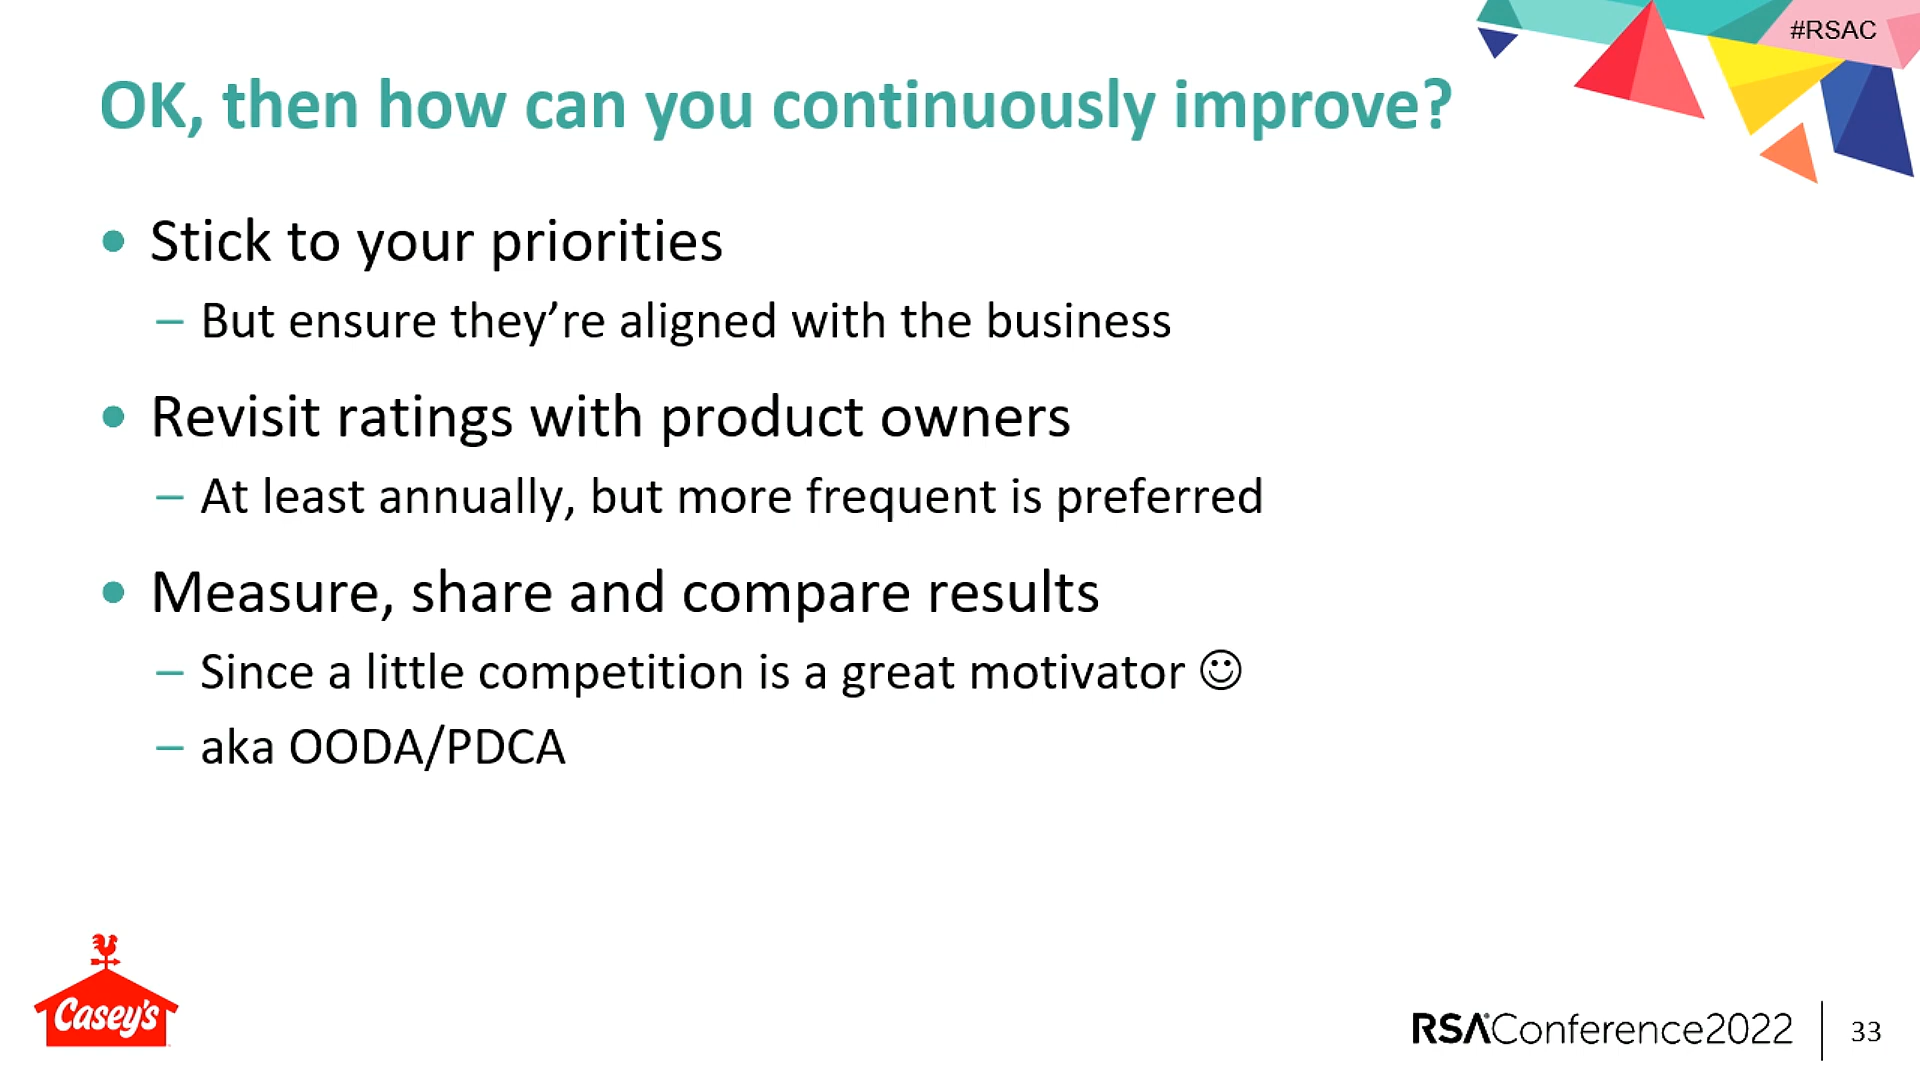 #RSAC
OK, then how can you continuously improve?
• Stick to your priorities
– But ensure they’re aligned with the business
• Revisit ratings with product owners
– At least annually, but more frequent is preferred
• Measure, share and compare results
– Since a little competition is a great motivator ☺
– aka OODA/PDCA
Casey's
RSAConference2022
33